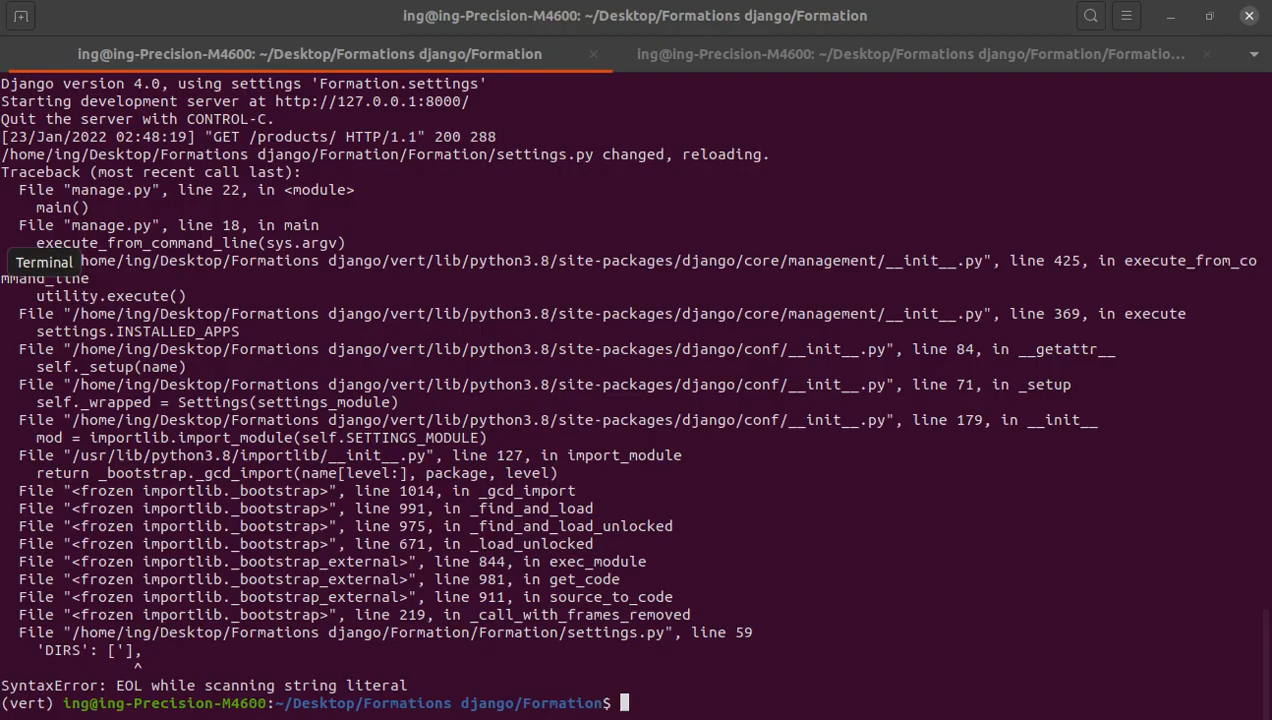 ing@ing-Precision-M4600: ~/Desktop/Formations django/Formation
ing@ing-Precision-M4600: ~/Desktop/Formations django/Formation
ing@ing-Precision-M4600: ~/Desktop/Formations django/Formation/Formatio...
Django version 4.0, using settings 'Formation.settings'
Starting development server at http://127.0.0.1:8000/
Quit the server with CONTROL-C.
[23/Jan/2022 02:48:19] "GET /products/ HTTP/1.1" 200 288
/home/ing/Desktop/Formations django/Formation/Formation/settings.py changed, reloading.
Traceback (most recent call last):
  File "manage.py", line 22, in <module>
    main()
  File "manage.py", line 18, in main
    execute_from_command_line(sys.argv)
Terminal
home/ing/Desktop/Formations django/vert/lib/python3.8/site-packages/django/core/management/__init__.py", line 425, in execute_from_co
mmand_line
    utility.execute()
  File "/home/ing/Desktop/Formations django/vert/lib/python3.8/site-packages/django/core/management/__init__.py", line 369, in execute
    settings.INSTALLED_APPS
  File "/home/ing/Desktop/Formations django/vert/lib/python3.8/site-packages/django/conf/__init__.py", line 84, in __getattr__
    self._setup(name)
  File "/home/ing/Desktop/Formations django/vert/lib/python3.8/site-packages/django/conf/__init__.py", line 71, in _setup
    self._wrapped = Settings(settings_module)
  File "/home/ing/Desktop/Formations django/vert/lib/python3.8/site-packages/django/conf/__init__.py", line 179, in __init__
    mod = importlib.import_module(self.SETTINGS_MODULE)
  File "/usr/lib/python3.8/importlib/__init__.py", line 127, in import_module
    return _bootstrap._gcd_import(name[level:], package, level)
  File "<frozen importlib._bootstrap>", line 1014, in _gcd_import
  File "<frozen importlib._bootstrap>", line 991, in _find_and_load
  File "<frozen importlib._bootstrap>", line 975, in _find_and_load_unlocked
  File "<frozen importlib._bootstrap>", line 671, in _load_unlocked
  File "<frozen importlib._bootstrap_external>", line 844, in exec_module
  File "<frozen importlib._bootstrap_external>", line 981, in get_code
  File "<frozen importlib._bootstrap_external>", line 911, in source_to_code
  File "<frozen importlib._bootstrap>", line 219, in _call_with_frames_removed
  File "/home/ing/Desktop/Formations django/Formation/Formation/settings.py", line 59
    'DIRS': ['],
               ^
SyntaxError: EOL while scanning string literal
(vert) ing@ing-Precision-M4600:~/Desktop/Formations django/Formation$